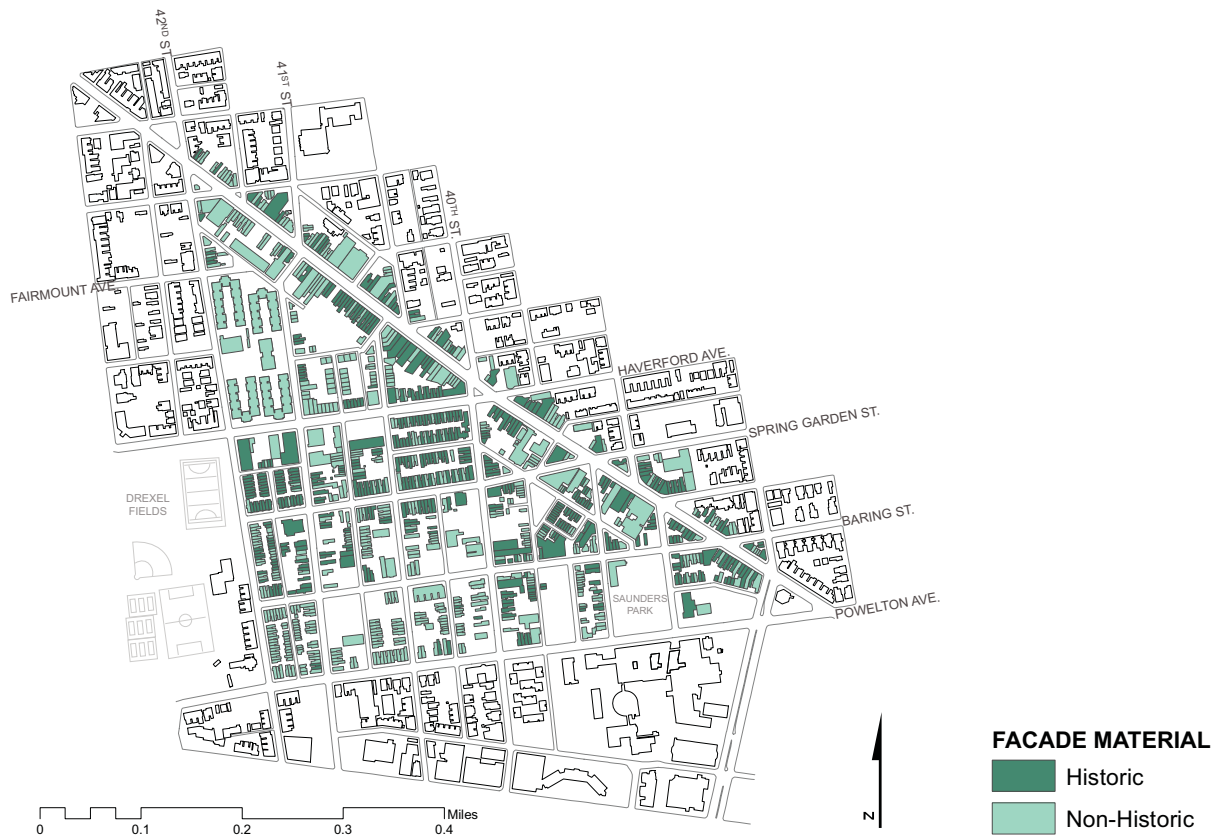 42ND ST.
41ST ST.
40TH ST.
FAIRMOUNT AVE.
HAVERFORD AVE.
SPRING GARDEN ST.
DREXEL
FIELDS
BARING ST.
SAUNDERS
PARK
POWELTON AVE.
FACADE MATERIAL
Historic
Non-Historic
N
Miles
0 0.1 0.2 0.3 0.4